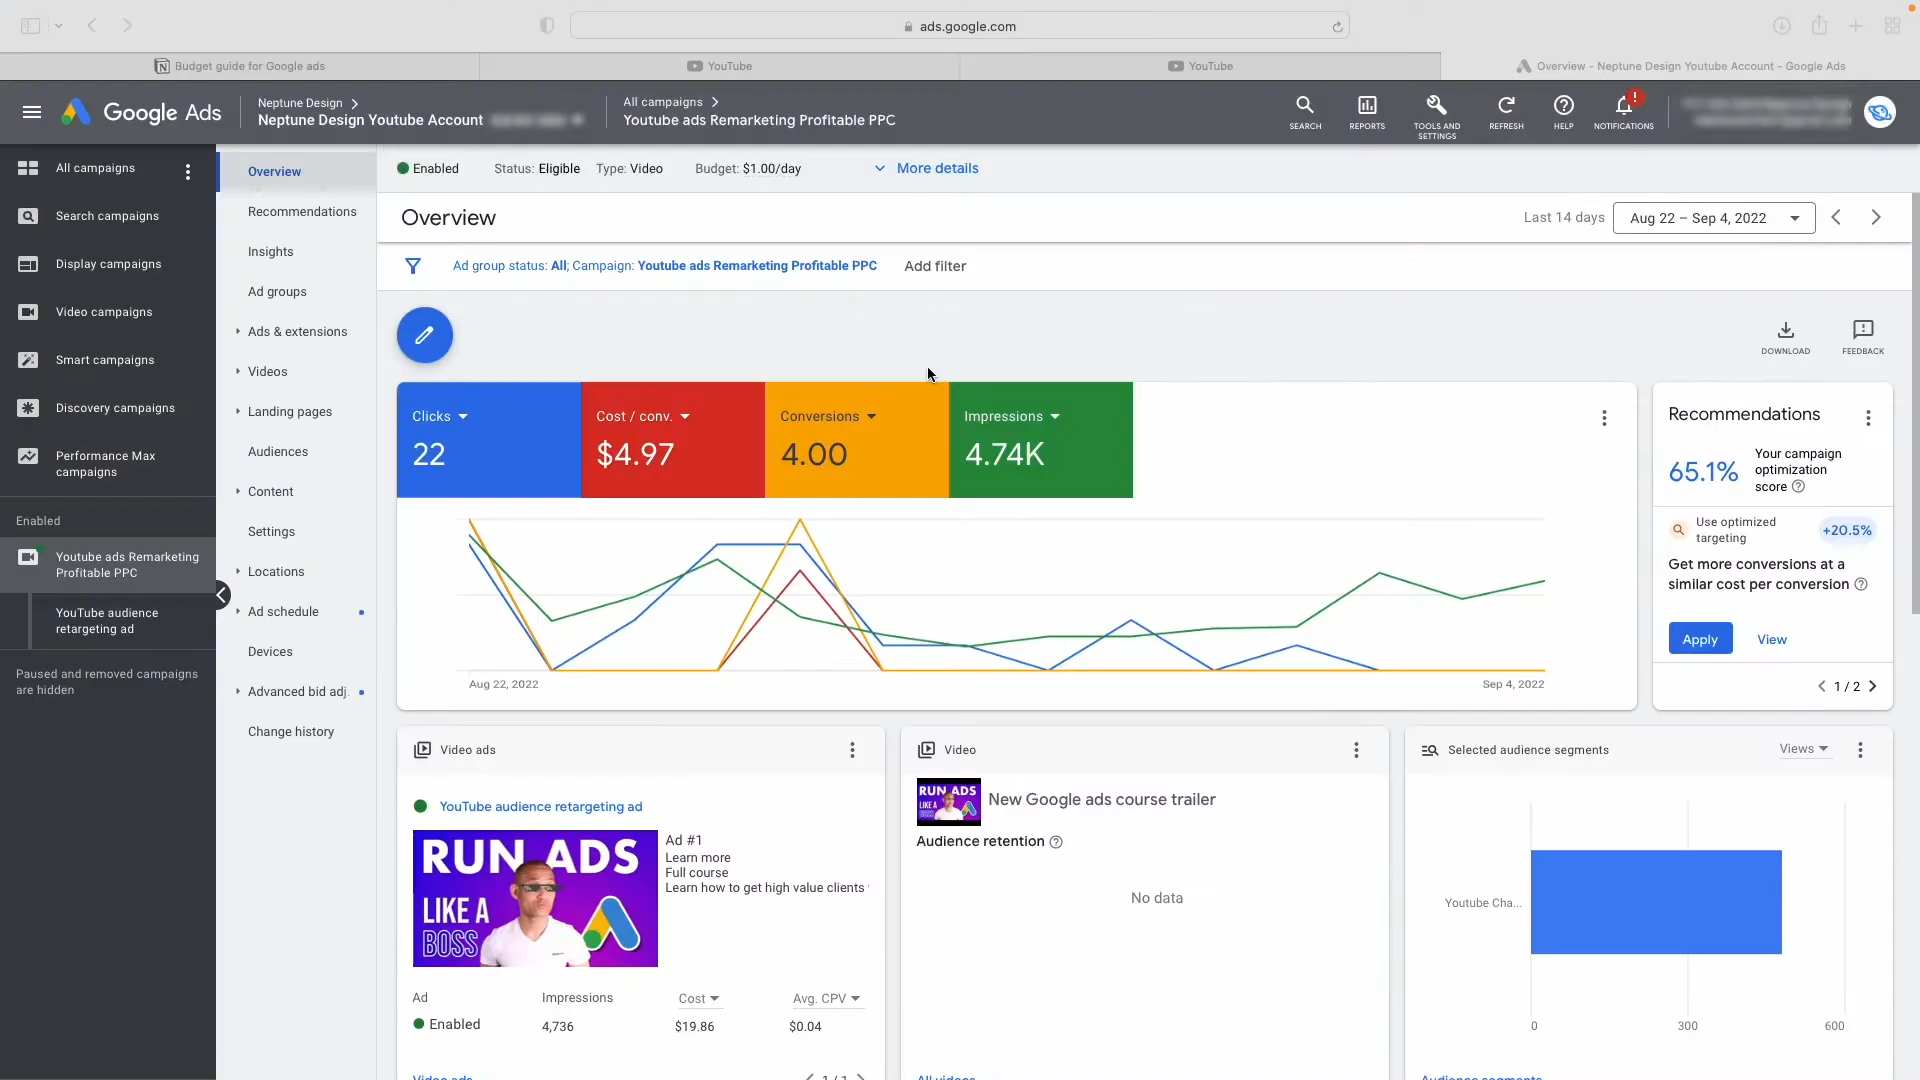 ads.google.com
Budget guide for Google ads
YouTube
YouTube
Overview - Neptune Design Youtube Account - Google Ads
Google Ads
Neptune Design
Neptune Design Youtube Account
All campaigns
Youtube ads Remarketing Profitable PPC
SEARCH
REPORTS
TOOLS AND
SETTINGS
REFRESH
HELP
!
NOTIFICATIONS
All campaigns
Search campaigns
Display campaigns
Video campaigns
Smart campaigns
Discovery campaigns
Performance Max
campaigns
Enabled
Youtube ads Remarketing
Profitable PPC
YouTube audience
retargeting ad
Paused and removed campaigns
are hidden
Overview
Recommendations
Insights
Ad groups
Ads & extensions
Videos
Landing pages
Audiences
Content
Settings
Locations
Ad schedule
Devices
Advanced bid adj.
Change history
Enabled Status: Eligible Type: Video Budget: $1.00/day More details
Overview
Last 14 days Aug 22 – Sep 4, 2022
Ad group status: All; Campaign: Youtube ads Remarketing Profitable PPC Add filter
DOWNLOAD
FEEDBACK
Clicks
22
Cost / conv.
$4.97
Conversions
4.00
Impressions
4.74K
Aug 22, 2022
Sep 4, 2022
Recommendations
65.1%
Your campaign
optimization
score
Use optimized
targeting
+20.5%
Get more conversions at a
similar cost per conversion
Apply View
1 / 2
Video ads
YouTube audience retargeting ad
RUN ADS
LIKE A
BOSS
Ad #1
Learn more
Full course
Learn how to get high value clients
Ad Impressions Cost Avg. CPV
Enabled 4,736 $19.86 $0.04
Video ads
1 / 1
Video
RUN ADS
LIKE A
BOSS
New Google ads course trailer
Audience retention
No data
All videos
Selected audience segments
Views
Youtube Cha...
0 300 600
Audience segments